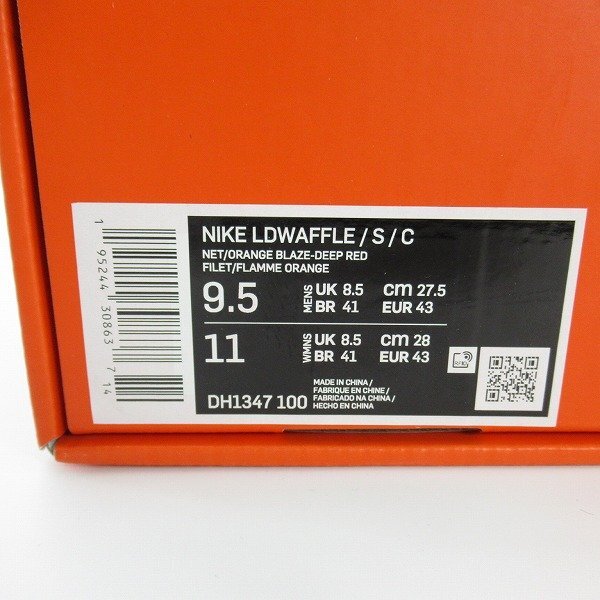 NIKE LDWAFFLE / S / C
NET/ORANGE BLAZE-DEEP RED
FILET/FLAMME ORANGE
9.5 MENS UK 8.5 cm 27.5
BR 41 EUR 43
11 WMNS UK 8.5 cm 28
BR 41 EUR 43
MADE IN CHINA /
FABRIQUE EN CHINE /
FABRICADO NA CHINA /
HECHO EN CHINA
DH1347 100
1 95244 30863 7 14